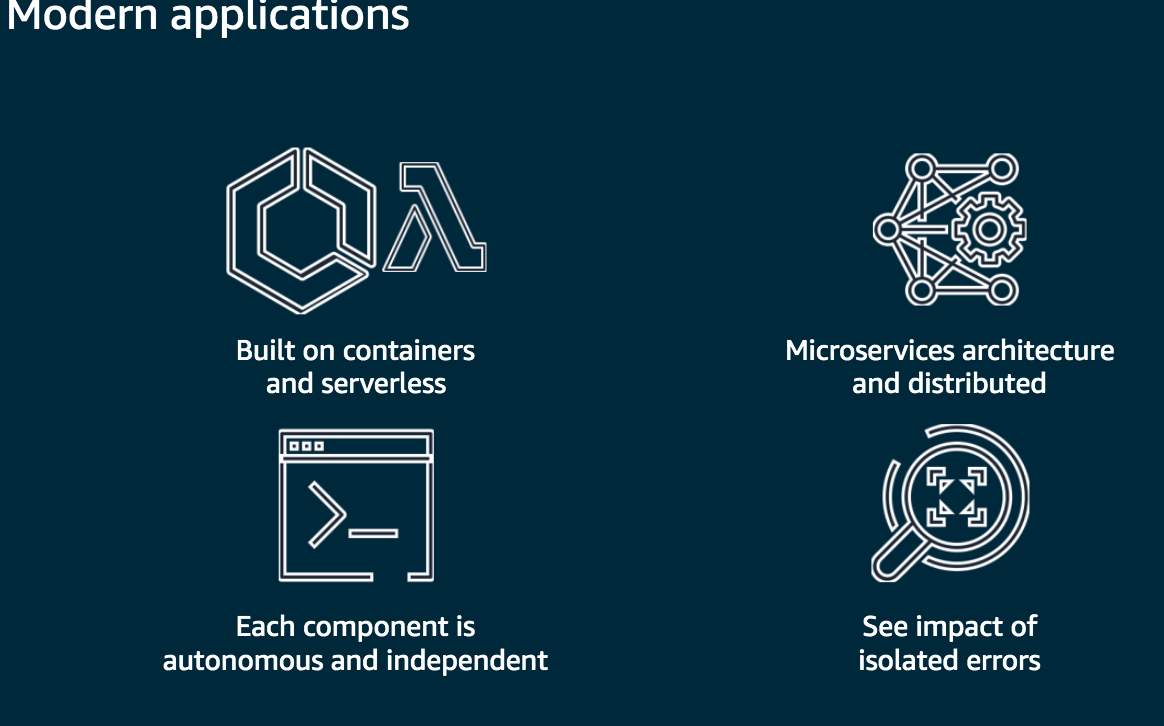 Modern applications
Built on containers
and serverless
Microservices architecture
and distributed
Each component is
autonomous and independent
See impact of
isolated errors